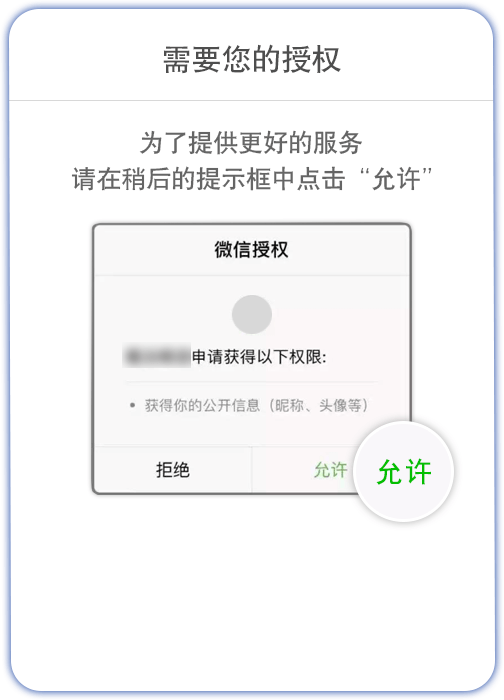 需要您的授权
为了提供更好的服务
请在稍后的提示框中点击“允许”
微信授权
申请获得以下权限:
• 获得你的公开信息（昵称、头像等）
拒绝
允许
允许